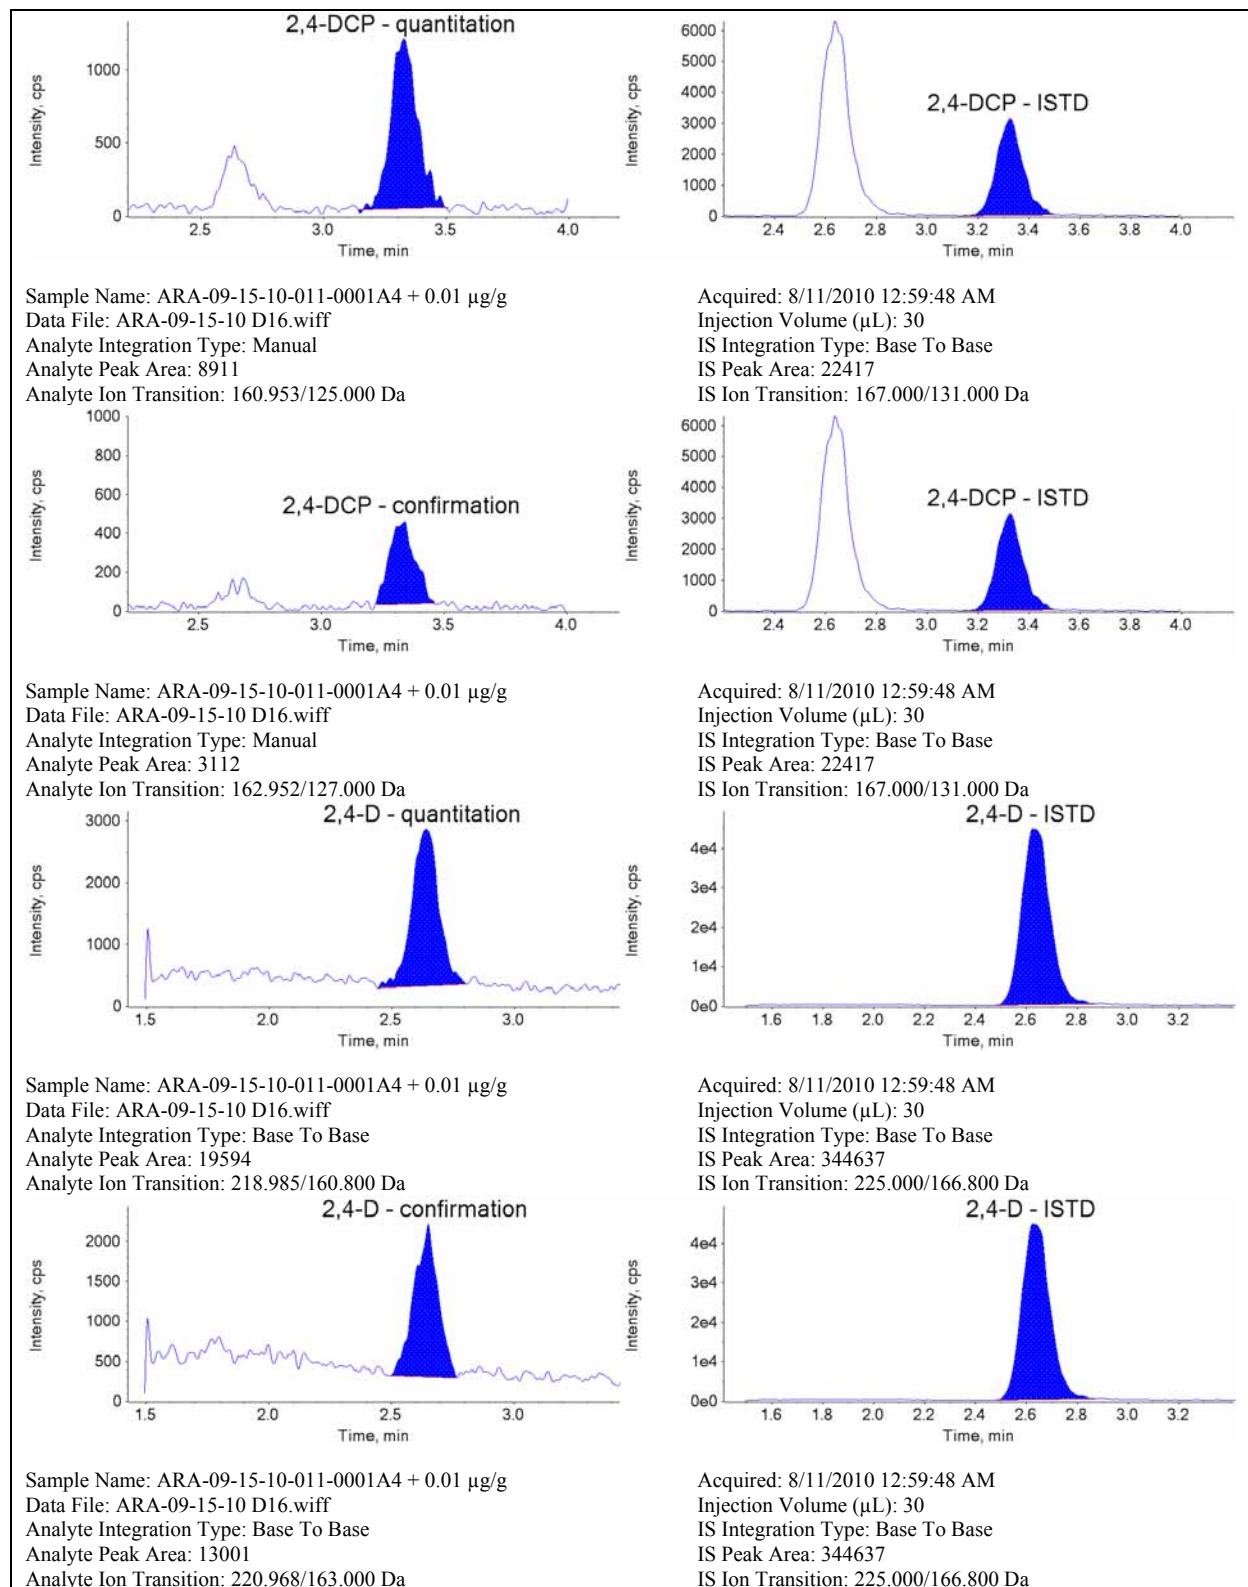 2,4-DCP - quantitation
Intensity, cps
1000
500
0
2.5 3.0 3.5 4.0
Time, min
2,4-DCP - ISTD
Intensity, cps
6000
5000
4000
3000
2000
1000
0
2.4 2.6 2.8 3.0 3.2 3.4 3.6 3.8 4.0
Time, min
Sample Name: ARA-09-15-10-011-0001A4 + 0.01 µg/g
Data File: ARA-09-15-10 D16.wiff
Analyte Integration Type: Manual
Analyte Peak Area: 8911
Analyte Ion Transition: 160.953/125.000 Da
Acquired: 8/11/2010 12:59:48 AM
Injection Volume (µL): 30
IS Integration Type: Base To Base
IS Peak Area: 22417
IS Ion Transition: 167.000/131.000 Da
2,4-DCP - confirmation
Intensity, cps
1000
800
600
400
200
0
2.5 3.0 3.5 4.0
Time, min
2,4-DCP - ISTD
Intensity, cps
6000
5000
4000
3000
2000
1000
0
2.4 2.6 2.8 3.0 3.2 3.4 3.6 3.8 4.0
Time, min
Sample Name: ARA-09-15-10-011-0001A4 + 0.01 µg/g
Data File: ARA-09-15-10 D16.wiff
Analyte Integration Type: Manual
Analyte Peak Area: 3112
Analyte Ion Transition: 162.952/127.000 Da
Acquired: 8/11/2010 12:59:48 AM
Injection Volume (µL): 30
IS Integration Type: Base To Base
IS Peak Area: 22417
IS Ion Transition: 167.000/131.000 Da
2,4-D - quantitation
Intensity, cps
3000
2000
1000
0
1.5 2.0 2.5 3.0
Time, min
2,4-D - ISTD
Intensity, cps
4e4
3e4
2e4
1e4
0e0
1.6 1.8 2.0 2.2 2.4 2.6 2.8 3.0 3.2
Time, min
Sample Name: ARA-09-15-10-011-0001A4 + 0.01 µg/g
Data File: ARA-09-15-10 D16.wiff
Analyte Integration Type: Base To Base
Analyte Peak Area: 19594
Analyte Ion Transition: 218.985/160.800 Da
Acquired: 8/11/2010 12:59:48 AM
Injection Volume (µL): 30
IS Integration Type: Base To Base
IS Peak Area: 344637
IS Ion Transition: 225.000/166.800 Da
2,4-D - confirmation
Intensity, cps
2000
1500
1000
500
0
1.5 2.0 2.5 3.0
Time, min
2,4-D - ISTD
Intensity, cps
4e4
3e4
2e4
1e4
0e0
1.6 1.8 2.0 2.2 2.4 2.6 2.8 3.0 3.2
Time, min
Sample Name: ARA-09-15-10-011-0001A4 + 0.01 µg/g
Data File: ARA-09-15-10 D16.wiff
Analyte Integration Type: Base To Base
Analyte Peak Area: 13001
Analyte Ion Transition: 220.968/163.000 Da
Acquired: 8/11/2010 12:59:48 AM
Injection Volume (µL): 30
IS Integration Type: Base To Base
IS Peak Area: 344637
IS Ion Transition: 225.000/166.800 Da